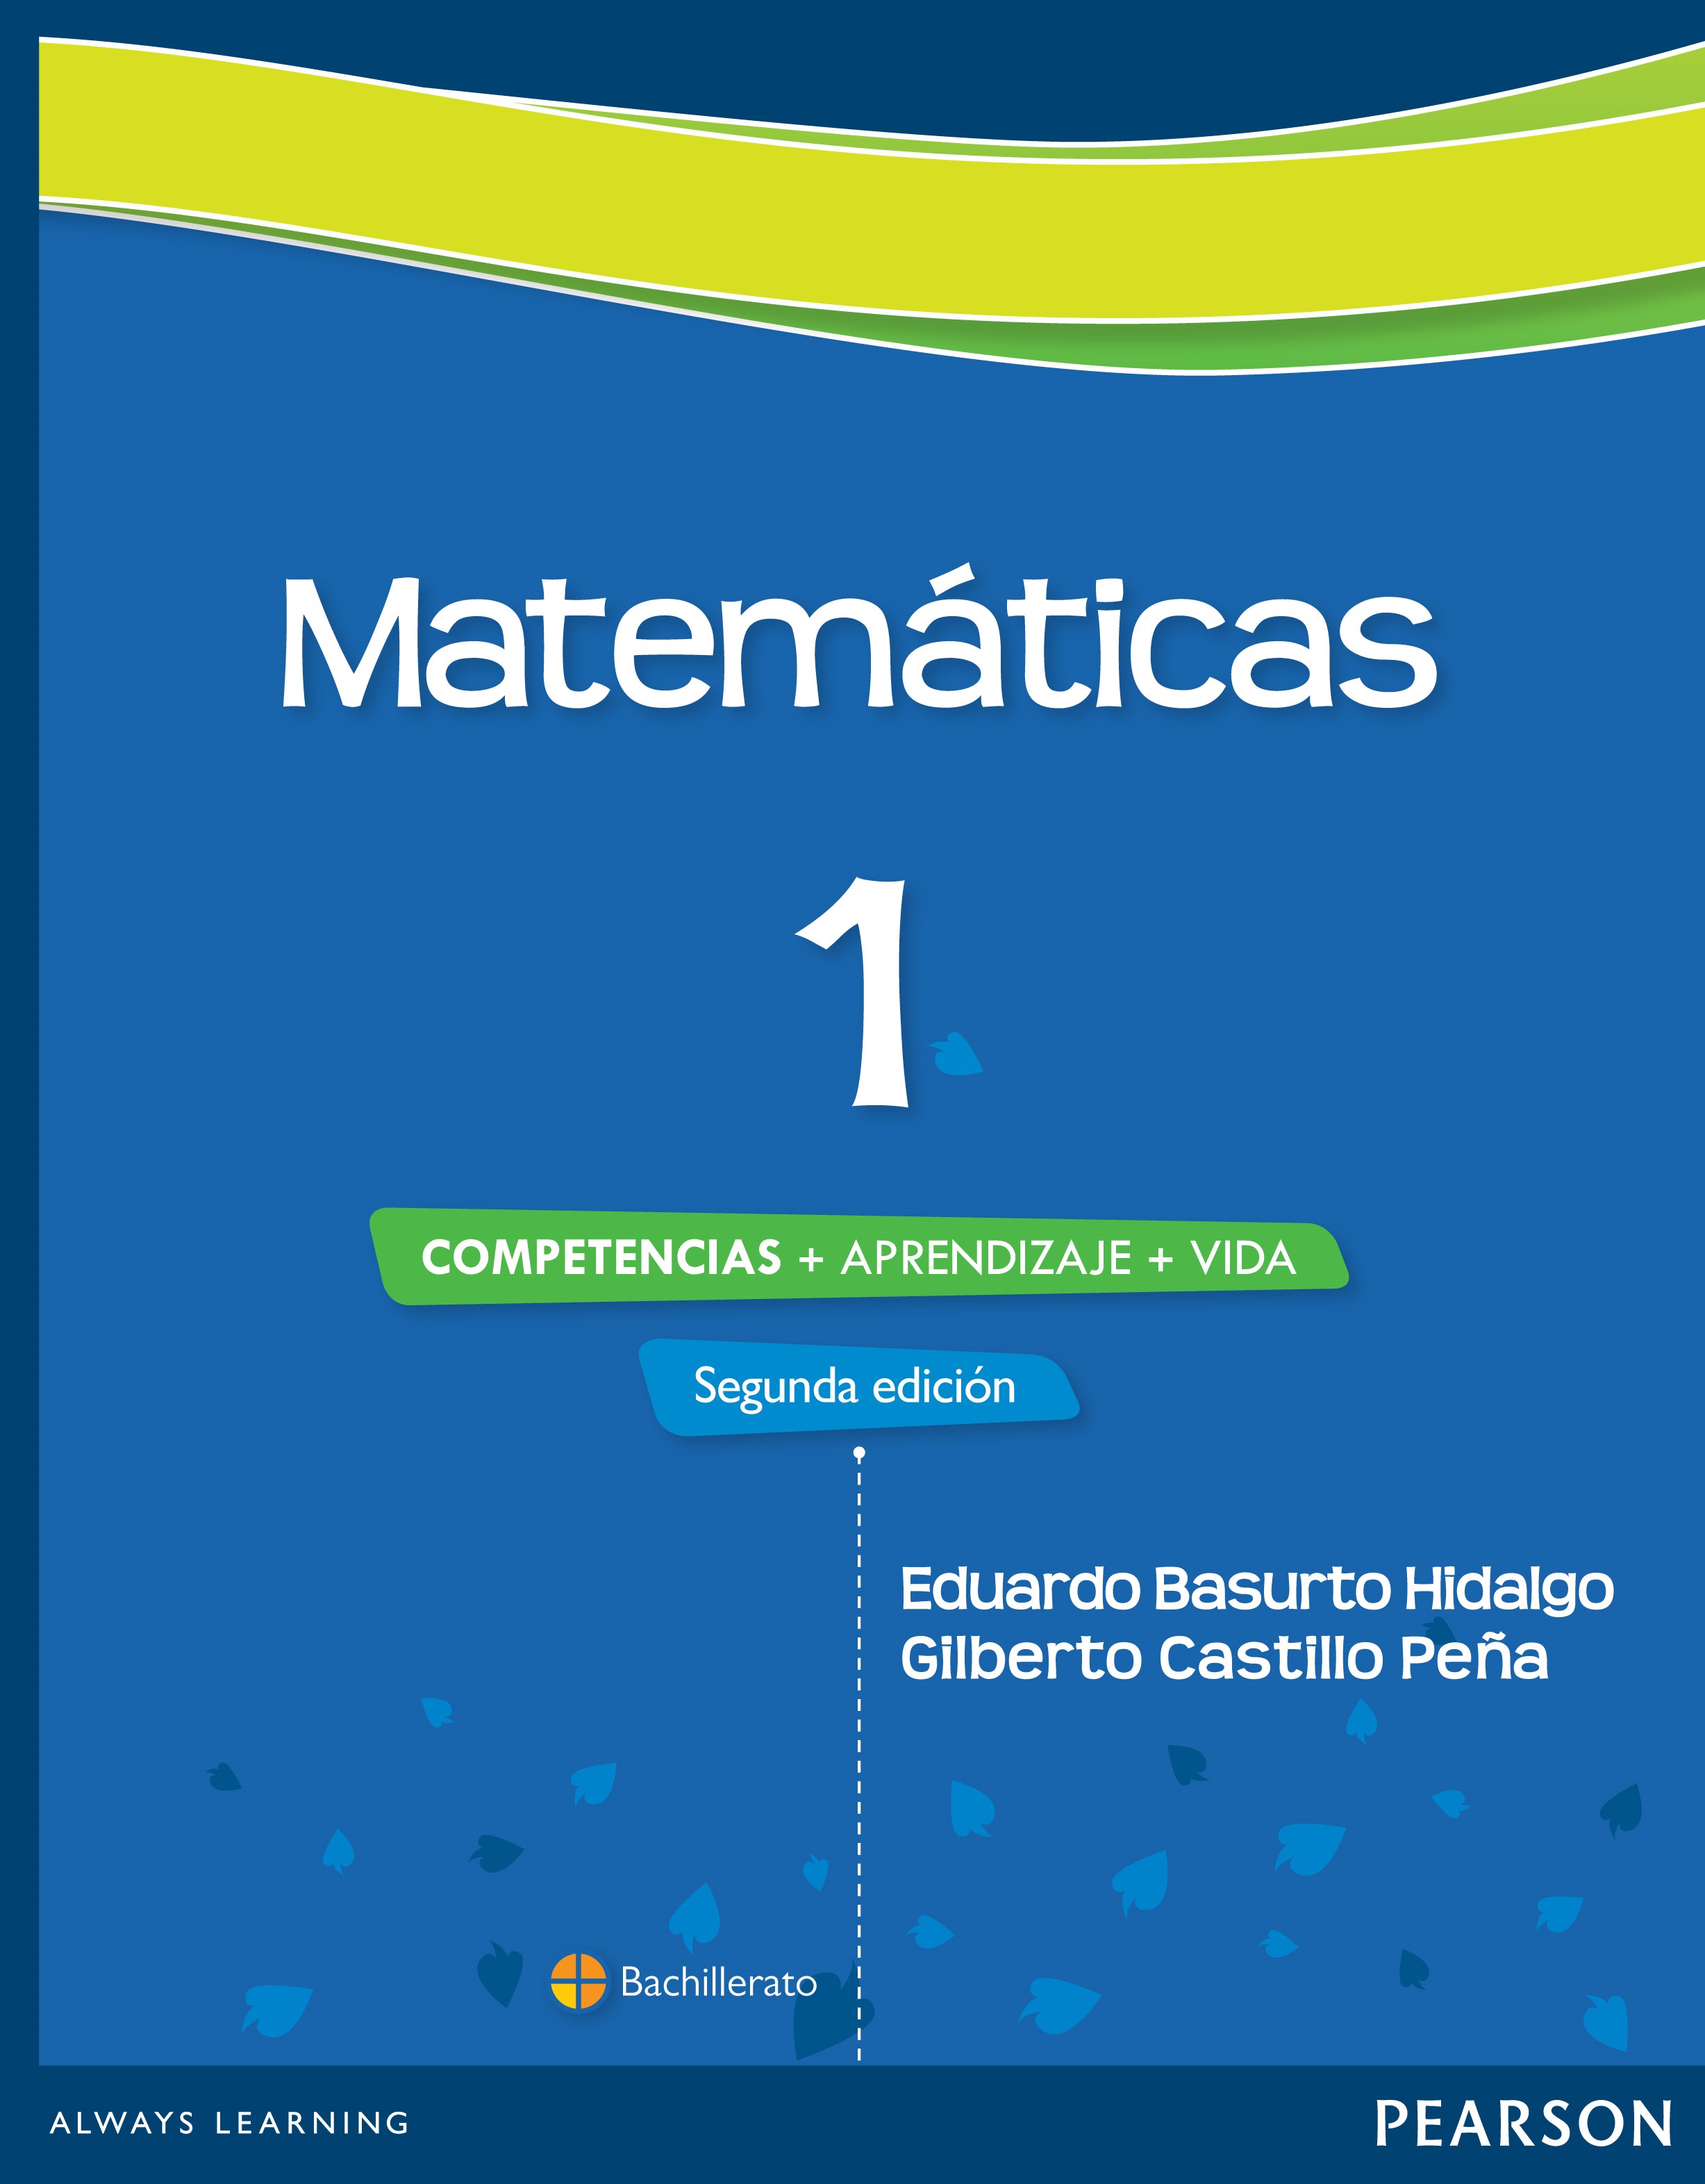 Matemáticas
1
COMPETENCIAS + APRENDIZAJE + VIDA
Segunda edición
Eduardo Basurto Hidalgo
Gilberto Castillo Peña
Bachillerato
ALWAYS LEARNING
PEARSON